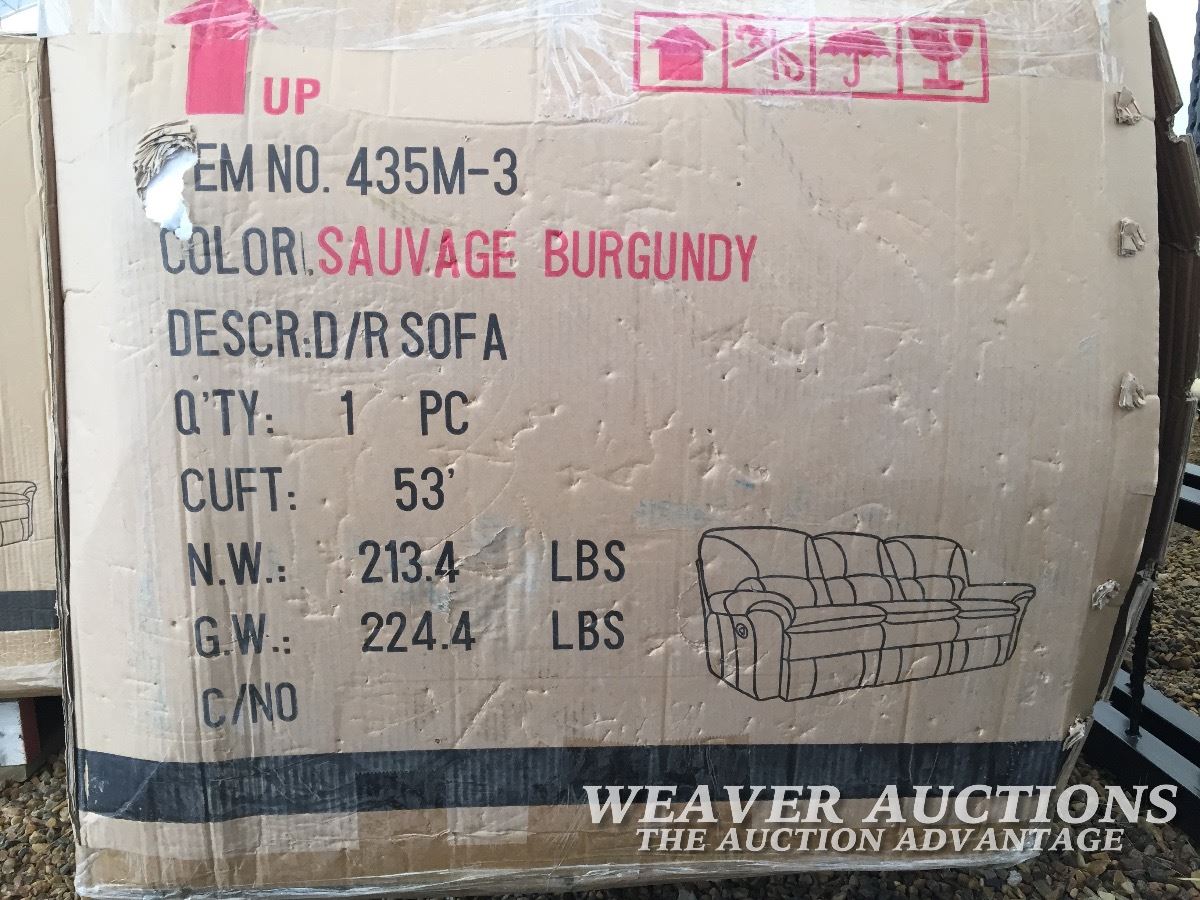 UP
EM NO. 435M-3
COLOR: SAUVAGE BURGUNDY
DESCR:D/R SOFA
Q'TY: 1 PC
CUFT: 53'
N.W.: 213.4 LBS
G.W.: 224.4 LBS
C/NO
WEAVER AUCTIONS
THE AUCTION ADVANTAGE